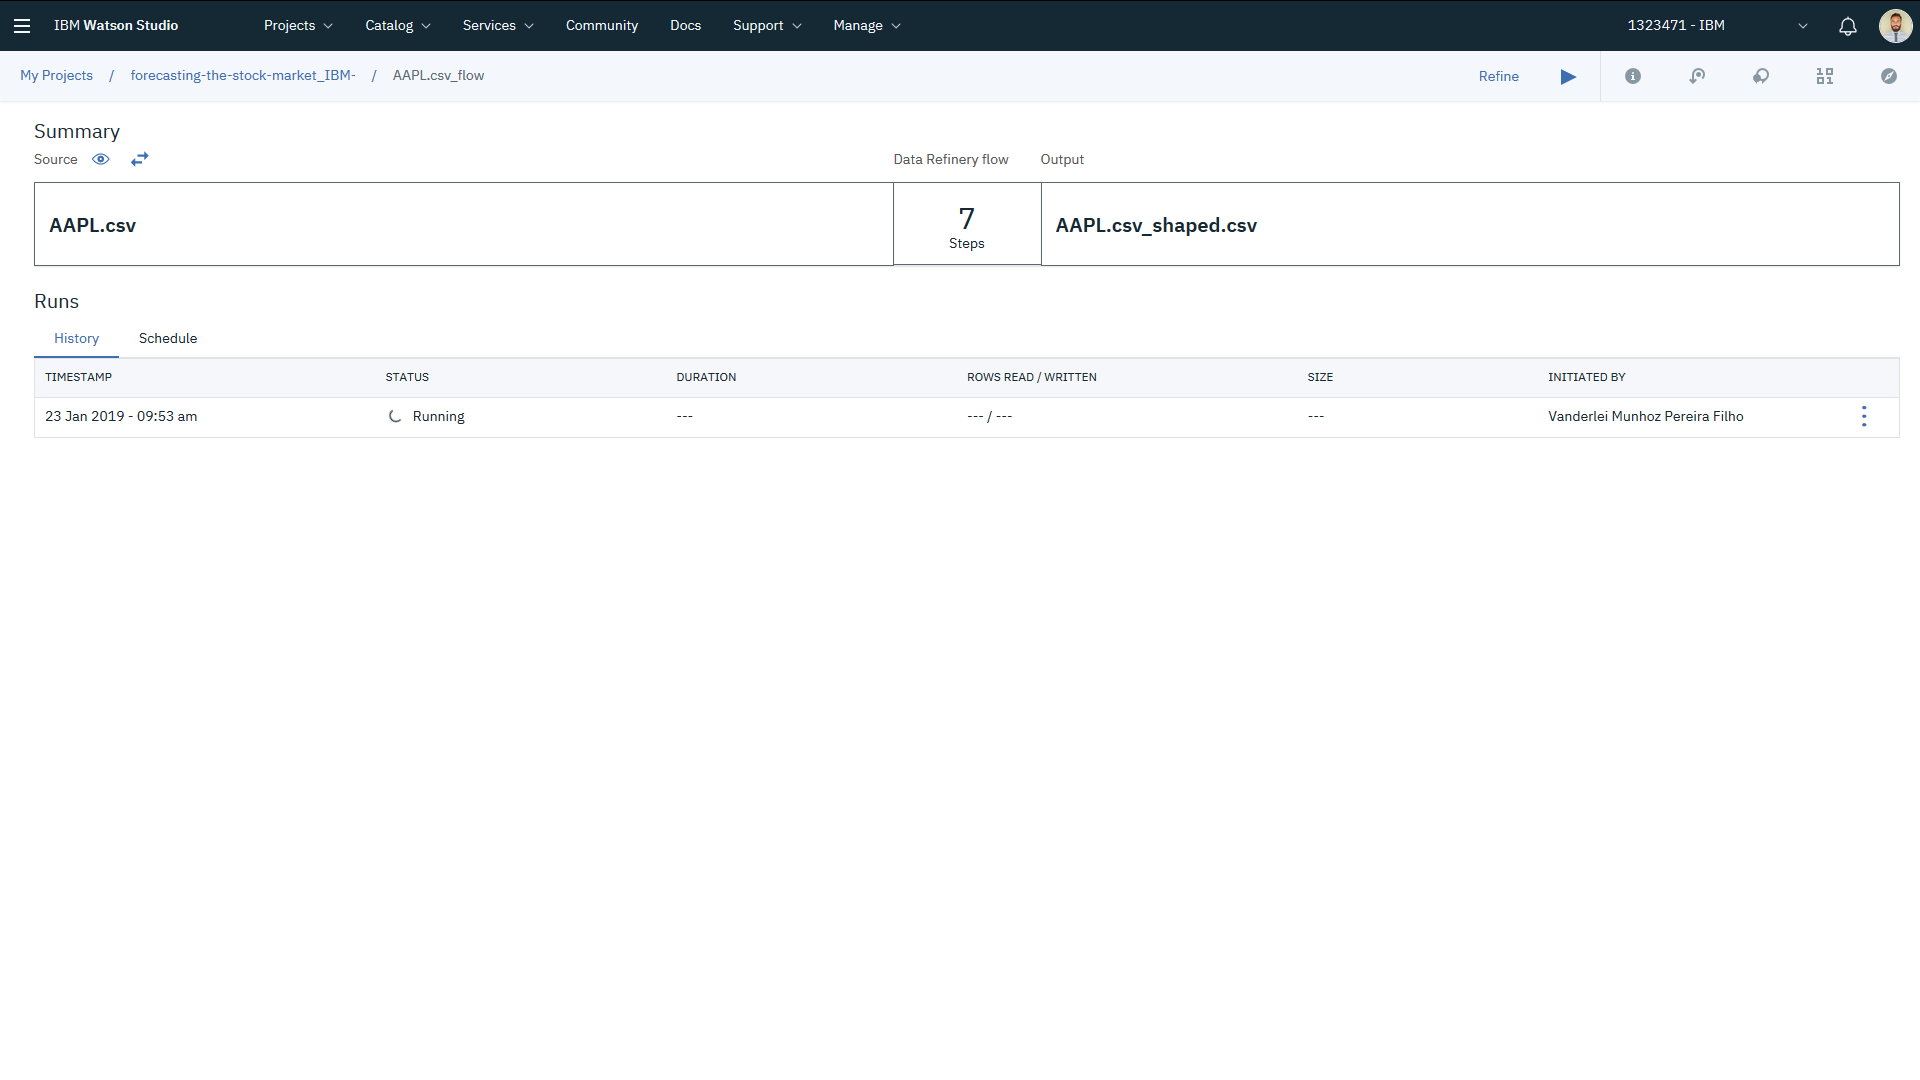 IBM Watson Studio Projects Catalog Services Community Docs Support Manage 1323471 - IBM
My Projects / forecasting-the-stock-market_IBM- / AAPL.csv_flow Refine
Summary
Source Data Refinery flow Output
AAPL.csv 7 Steps AAPL.csv_shaped.csv
Runs
History Schedule
TIMESTAMP STATUS DURATION ROWS READ / WRITTEN SIZE INITIATED BY
23 Jan 2019 - 09:53 am Running --- --- / --- --- Vanderlei Munhoz Pereira Filho